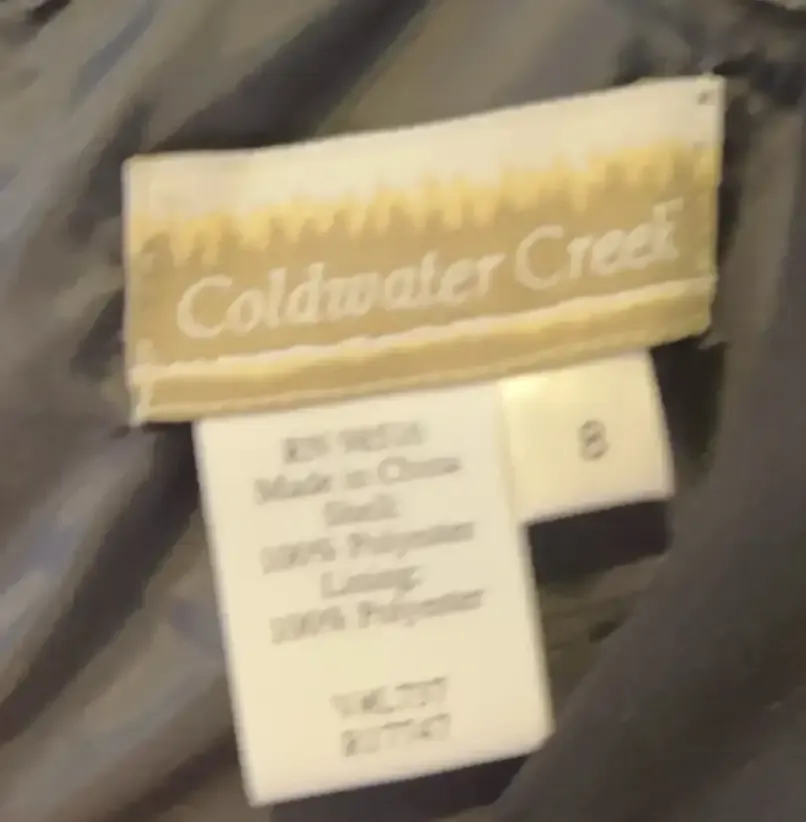 Coldwater Creek
8
Made in China
Shell:
100% Polyester
Lining:
100% Polyester